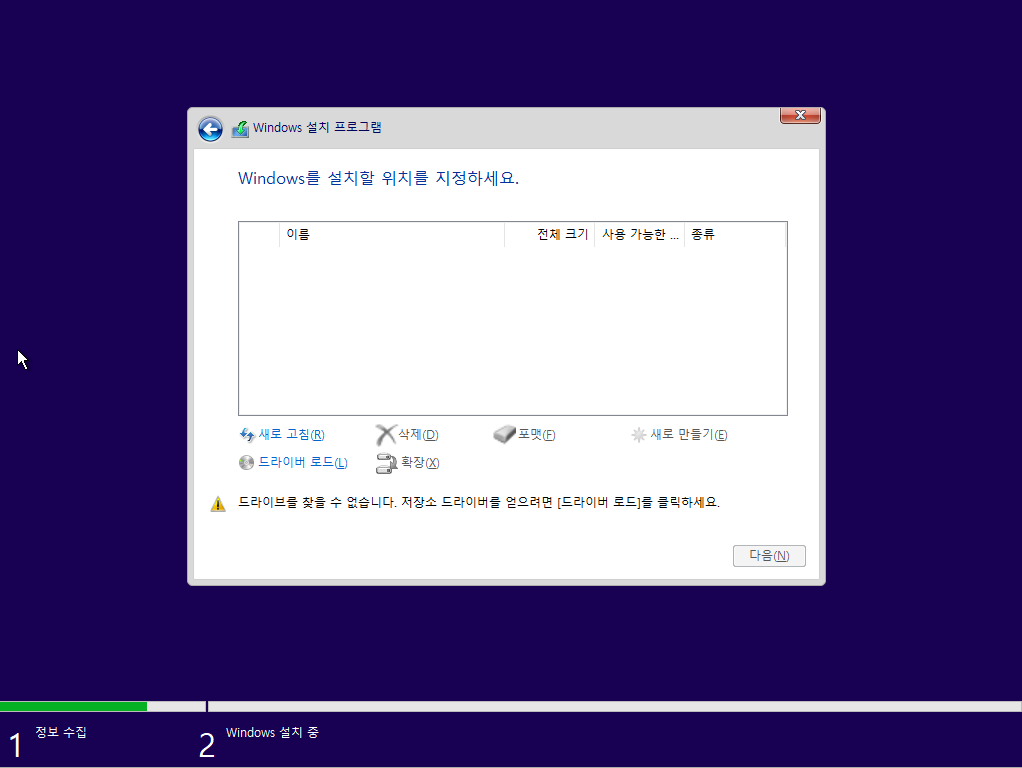 Windows 설치 프로그램
Windows를 설치할 위치를 지정하세요.
이름 전체 크기 사용 가능한 ... 종류
새로 고침(R) 삭제(D) 포맷(F) 새로 만들기(E)
드라이버 로드(L) 확장(X)
드라이브를 찾을 수 없습니다. 저장소 드라이버를 얻으려면 [드라이버 로드]를 클릭하세요.
다음(N)
1 정보 수집 2 Windows 설치 중